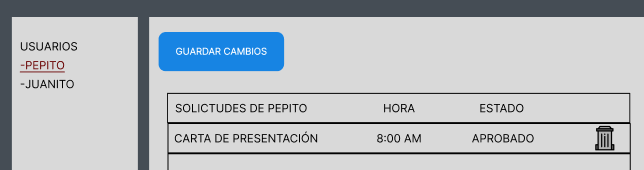 USUARIOS
-PEPITO
-JUANITO
GUARDAR CAMBIOS
SOLICTUDES DE PEPITO HORA ESTADO
CARTA DE PRESENTACIÓN 8:00 AM APROBADO